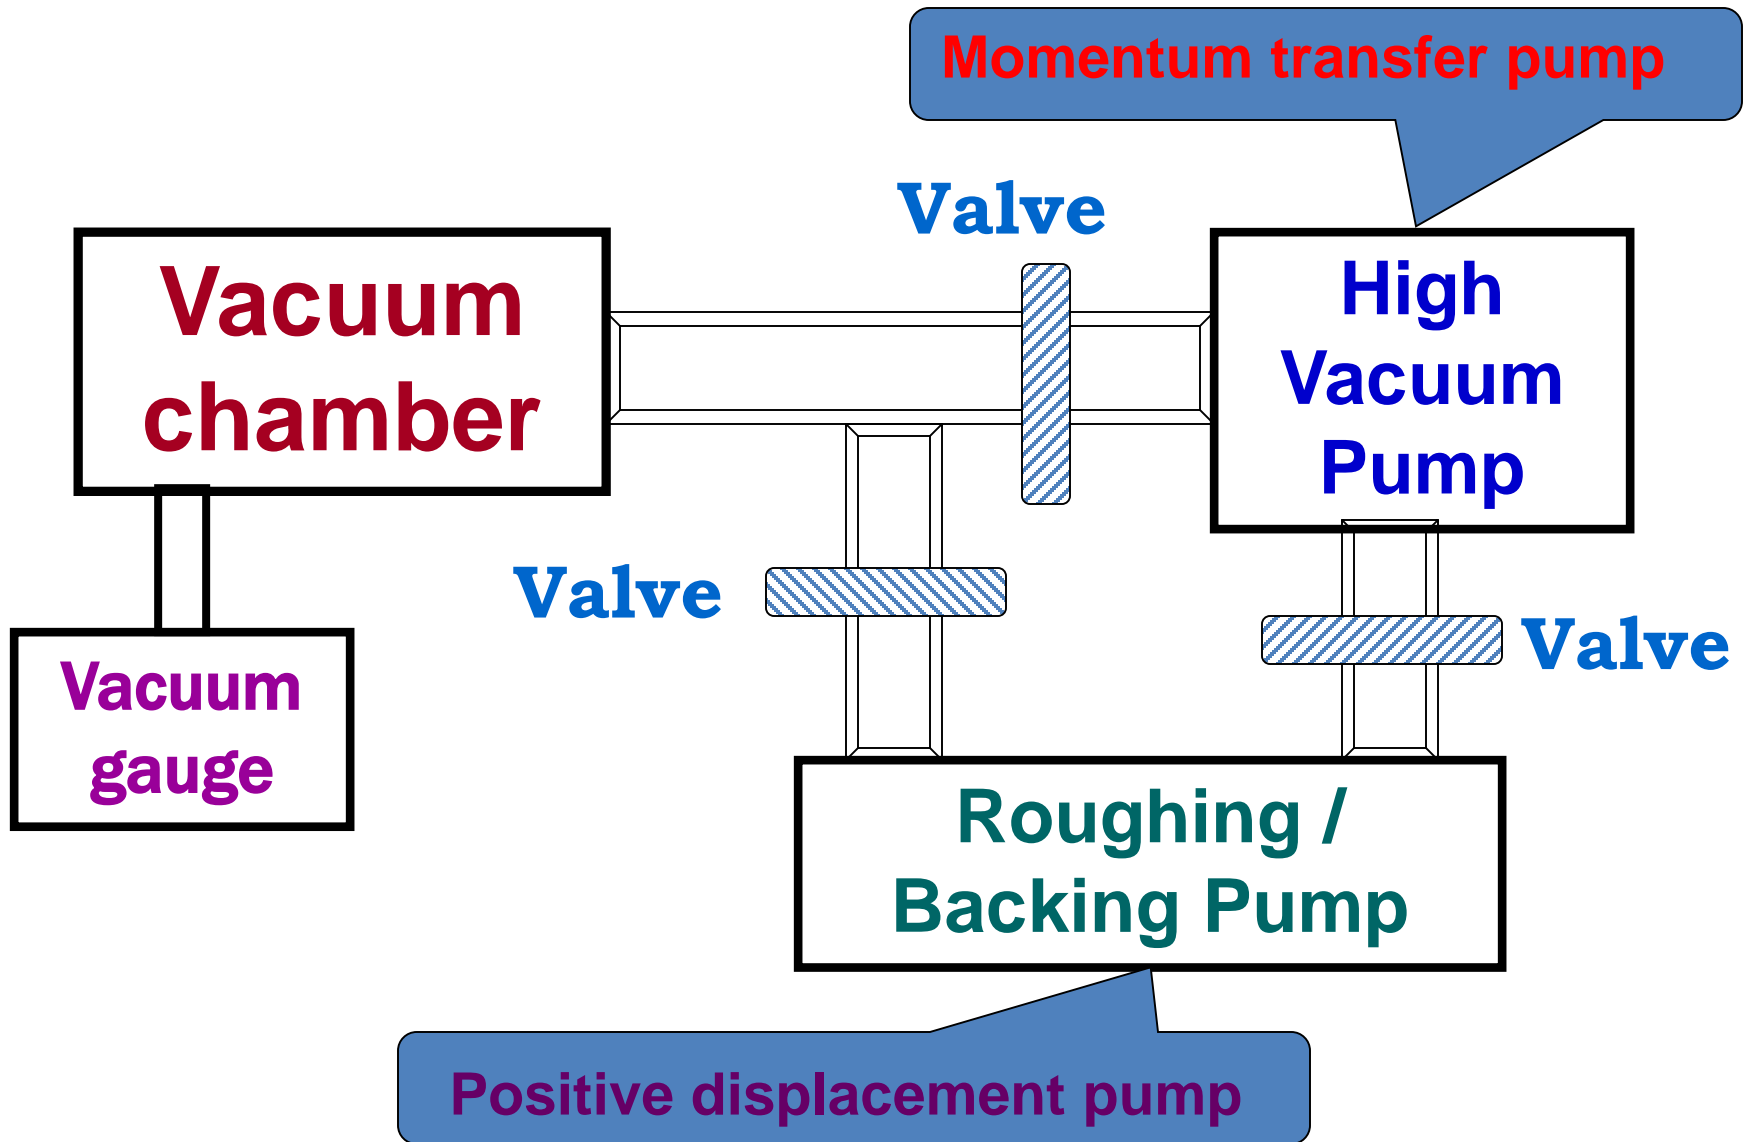 Momentum transfer pump
Valve
Vacuum
chamber
High
Vacuum
Pump
Valve
Valve
Vacuum
gauge
Roughing /
Backing Pump
Positive displacement pump